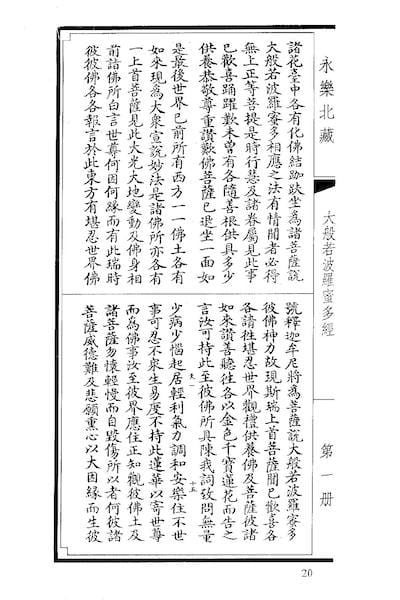 永樂北藏
大般若波羅蜜多經
第一册
諸花臺中各有化佛結跏趺坐為諸菩薩說
大般若波羅蜜多相應之法有情聞者必得
無上正等菩提是時行慧及諸眷屬見此事
已歡喜踊躍歎未曾有各隨善根供具多少
供養恭敬尊重讚歎佛菩薩已退坐一面如
是最後世界已前所有西方一一佛土各有
如來現為大衆宣說妙法是諸佛所亦各有
一上首菩薩見此大光大地變動及佛身相
前詣佛所白言世尊何因何緣而有此瑞時
彼彼佛各各報言於此東方有堪忍世界佛
號釋迦牟尼將為菩薩說大般若波羅蜜多
彼佛神力故現斯瑞上首菩薩聞已歡喜各
各請往堪忍世界觀禮供養佛及菩薩彼諸
如來讚善聽往各以金色千寶蓮花而告之
言汝可持此至彼佛所具陳我詞致問無量
十五
少病少惱起居輕利氣力調和安樂住不世
事可忍不衆生易度不持此蓮華以寄世尊
而為佛事汝至彼界應住正知觀彼佛土及
諸菩薩勿懷輕慢而自毀傷所以者何彼諸
菩薩威德難及悲願熏心以大因緣而生彼
20